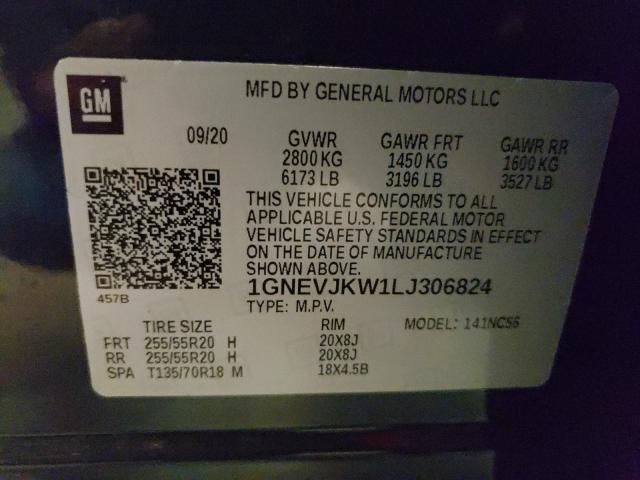 GM
MFD BY GENERAL MOTORS LLC
09/20 GVWR GAWR FRT GAWR RR
2800 KG 1450 KG 1600 KG
6173 LB 3196 LB 3527 LB
THIS VEHICLE CONFORMS TO ALL
APPLICABLE U.S. FEDERAL MOTOR
VEHICLE SAFETY STANDARDS IN EFFECT
ON THE DATE OF MANUFACTURE
SHOWN ABOVE.
457B
1GNEVJKW1LJ306824
TYPE: M.P.V.
TIRE SIZE RIM MODEL: 141NC56
FRT 255/55R20 H 20X8J
RR 255/55R20 H 20X8J
SPA T135/70R18 M 18X4.5B